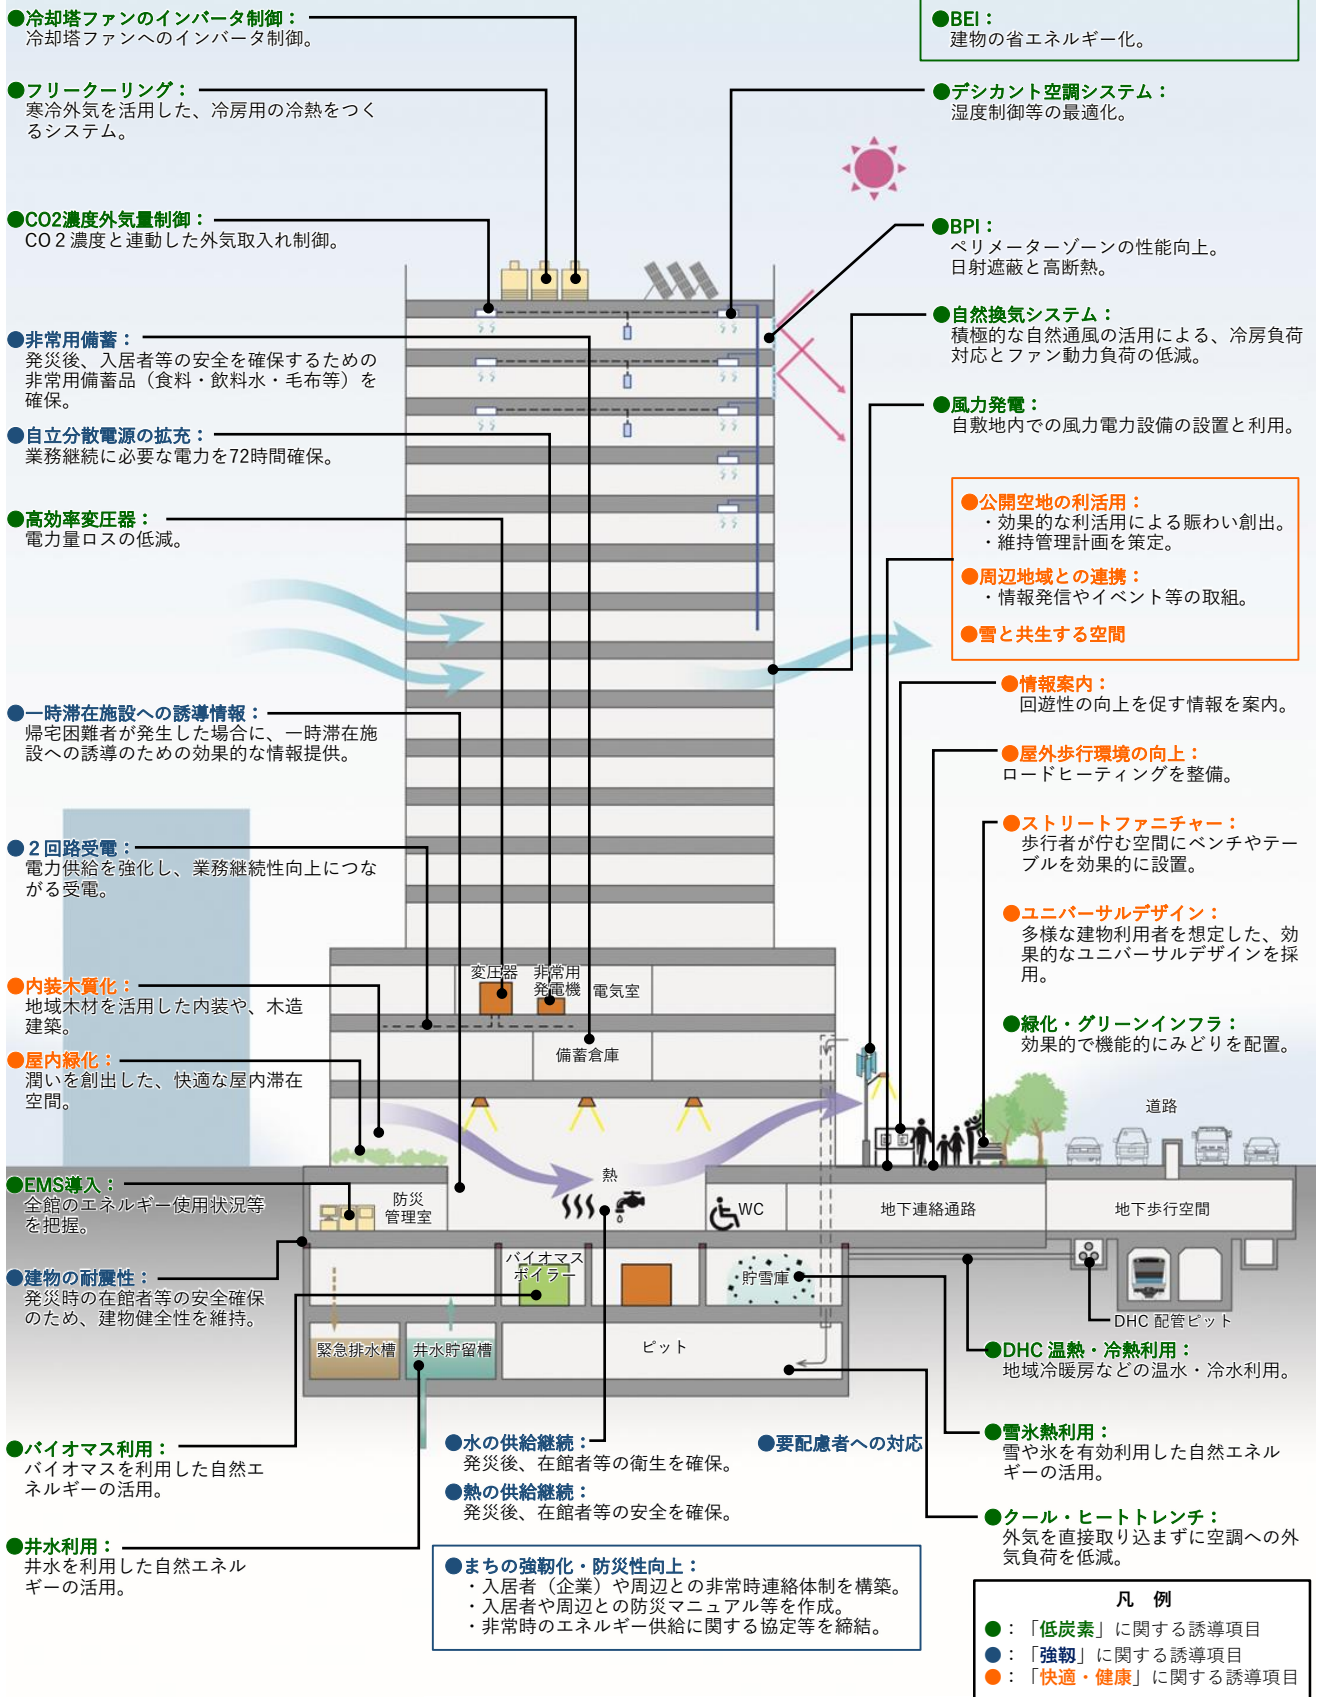 ●冷却塔ファンのインバータ制御：
冷却塔ファンへのインバータ制御。
●フリークーリング：
寒冷外気を活用した、冷房用の冷熱をつく
るシステム。
●CO2濃度外気量制御：
CO２濃度と連動した外気取入れ制御。
●非常用備蓄：
発災後、入居者等の安全を確保するための
非常用備蓄品（食料・飲料水・毛布等）を
確保。
●自立分散電源の拡充：
業務継続に必要な電力を72時間確保。
●高効率変圧器：
電力量ロスの低減。
●一時滞在施設への誘導情報：
帰宅困難者が発生した場合に、一時滞在施
設への誘導のための効果的な情報提供。
●２回路受電：
電力供給を強化し、業務継続性向上につな
がる受電。
●内装木質化：
地域木材を活用した内装や、木造
建築。
●屋内緑化：
潤いを創出した、快適な屋内滞在
空間。
●EMS導入：
全館のエネルギー使用状況等
を把握。
●建物の耐震性：
発災時の在館者等の安全確保
のため、建物健全性を維持。
●バイオマス利用：
バイオマスを利用した自然エ
ネルギーの活用。
●井水利用：
井水を利用した自然エネル
ギーの活用。
●BEI：
建物の省エネルギー化。
●デシカント空調システム：
湿度制御等の最適化。
●BPI：
ペリメーターゾーンの性能向上。
日射遮蔽と高断熱。
●自然換気システム：
積極的な自然通風の活用による、冷房負荷
対応とファン動力負荷の低減。
●風力発電：
自敷地内での風力電力設備の設置と利用。
●公開空地の利活用：
・効果的な利活用による賑わい創出。
・維持管理計画を策定。
●周辺地域との連携：
・情報発信やイベント等の取組。
●雪と共生する空間
●情報案内：
回遊性の向上を促す情報を案内。
●屋外歩行環境の向上：
ロードヒーティングを整備。
●ストリートファニチャー：
歩行者が佇む空間にベンチやテー
ブルを効果的に設置。
●ユニバーサルデザイン：
多様な建物利用者を想定した、効
果的なユニバーサルデザインを採
用。
●緑化・グリーンインフラ：
効果的で機能的にみどりを配置。
変圧器
非常用
発電機
電気室
備蓄倉庫
道路
熱
防災
管理室
WC
地下連絡通路
地下歩行空間
バイオマス
ボイラー
貯雪庫
緊急排水槽
井水貯留槽
ピット
DHC 配管ピット
●DHC 温熱・冷熱利用：
地域冷暖房などの温水・冷水利用。
●雪氷熱利用：
雪や氷を有効利用した自然エネル
ギーの活用。
●クール・ヒートトレンチ：
外気を直接取り込まずに空調への外
気負荷を低減。
●水の供給継続：
発災後、在館者等の衛生を確保。
●熱の供給継続：
発災後、在館者等の安全を確保。
●要配慮者への対応
●まちの強靭化・防災性向上：
・入居者（企業）や周辺との非常時連絡体制を構築。
・入居者や周辺との防災マニュアル等を作成。
・非常時のエネルギー供給に関する協定等を締結。
凡 例
●：「低炭素」に関する誘導項目
●：「強靱」に関する誘導項目
●：「快適・健康」に関する誘導項目